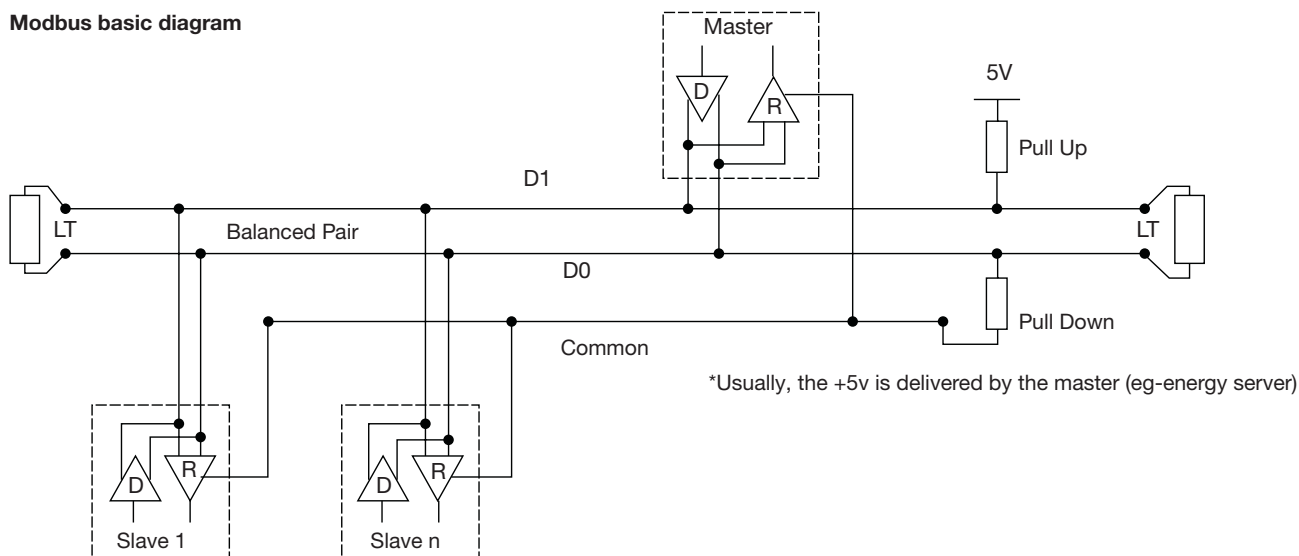 Modbus basic diagram
Master
D
R
5V
Pull Up
D1
LT
Balanced Pair
LT
D0
Pull Down
Common
*Usually, the +5v is delivered by the master (eg-energy server)
D
R
D
R
Slave 1
Slave n